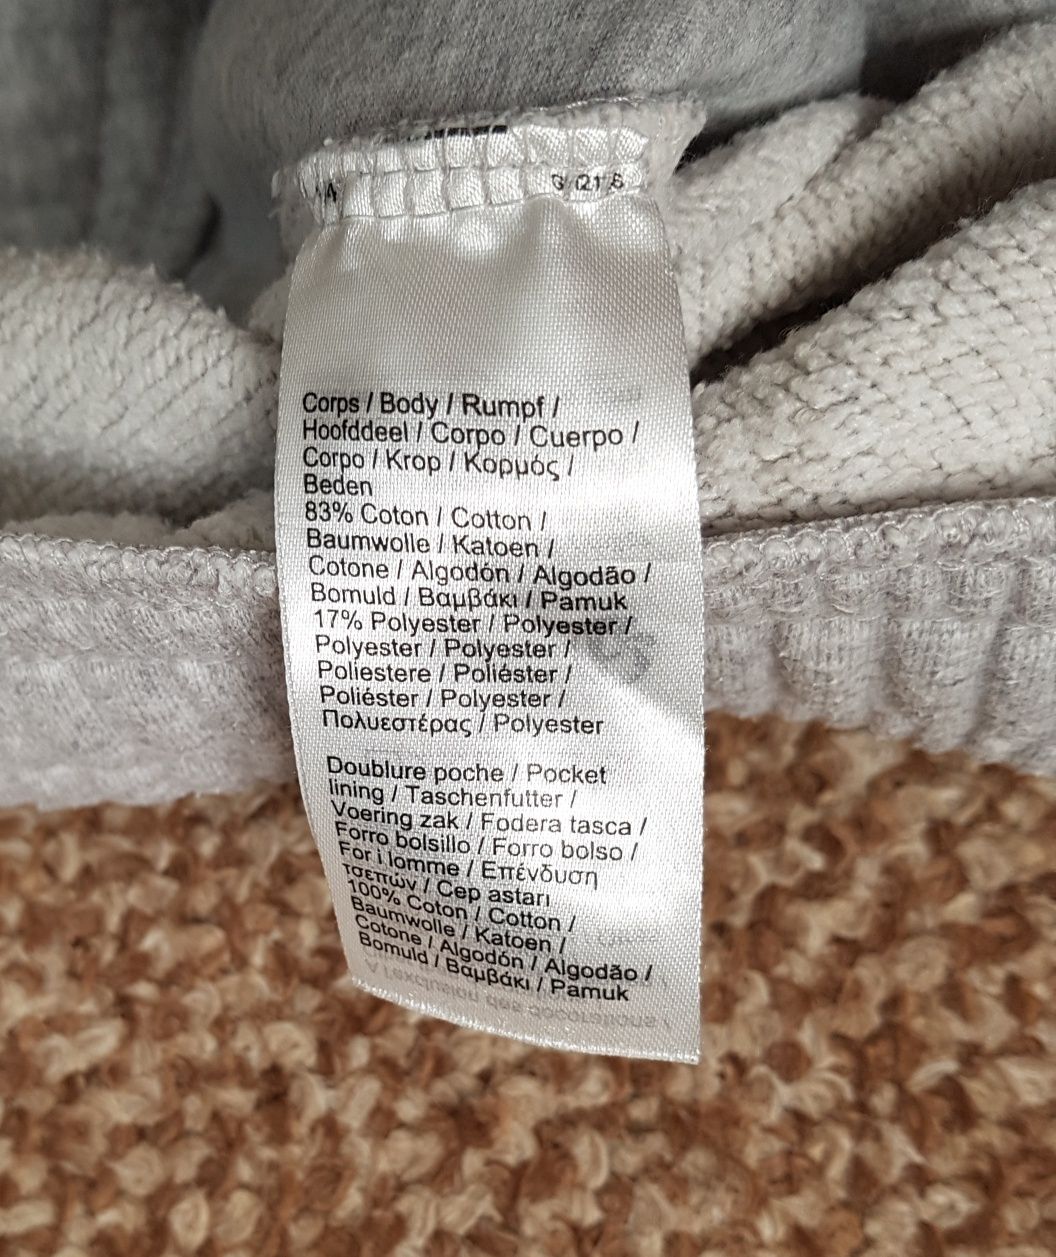 Corps / Body / Rumpf /
Hoofddeel / Corpo / Cuerpo /
Corpo / Krop / Κορμός /
Beden
83% Coton / Cotton /
Baumwolle / Katoen /
Cotone / Algodón / Algodão /
Bomuld / Βαμβάκι / Pamuk
17% Polyester / Polyester /
Polyester / Polyester /
Poliestere / Poliéster /
Poliéster / Polyester /
Πολυεστέρας / Polyester
Doublure poche / Pocket
lining / Taschenfutter /
Voering zak / Fodera tasca /
Forro bolsillo / Forro bolso /
For i lomme / Επένδυση
τσεπών / Cep astarı
100% Coton / Cotton /
Baumwolle / Katoen /
Cotone / Algodón / Algodão /
Bomuld / Βαμβάκι / Pamuk